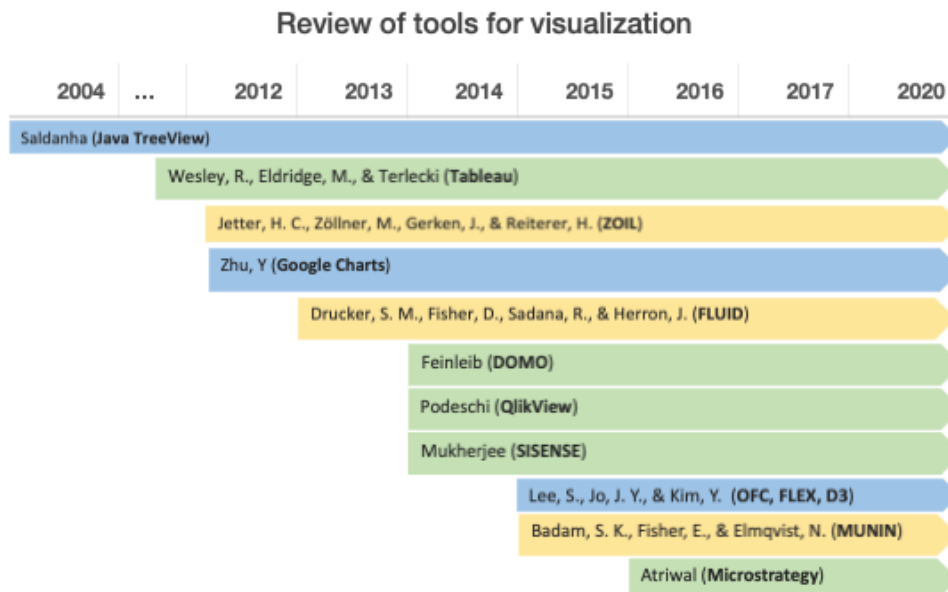 Review of tools for visualization
2004 ... 2012 2013 2014 2015 2016 2017 2020
Saldanha (Java TreeView)
Wesley, R., Eldridge, M., & Terlecki (Tableau)
Jetter, H. C., Zöllner, M., Gerken, J., & Reiterer, H. (ZOIL)
Zhu, Y (Google Charts)
Drucker, S. M., Fisher, D., Sadana, R., & Herron, J. (FLUID)
Feinleib (DOMO)
Podeschi (QlikView)
Mukherjee (SISENSE)
Lee, S., Jo, J. Y., & Kim, Y. (OFC, FLEX, D3)
Badam, S. K., Fisher, E., & Elmqvist, N. (MUNIN)
Atriwal (Microstrategy)